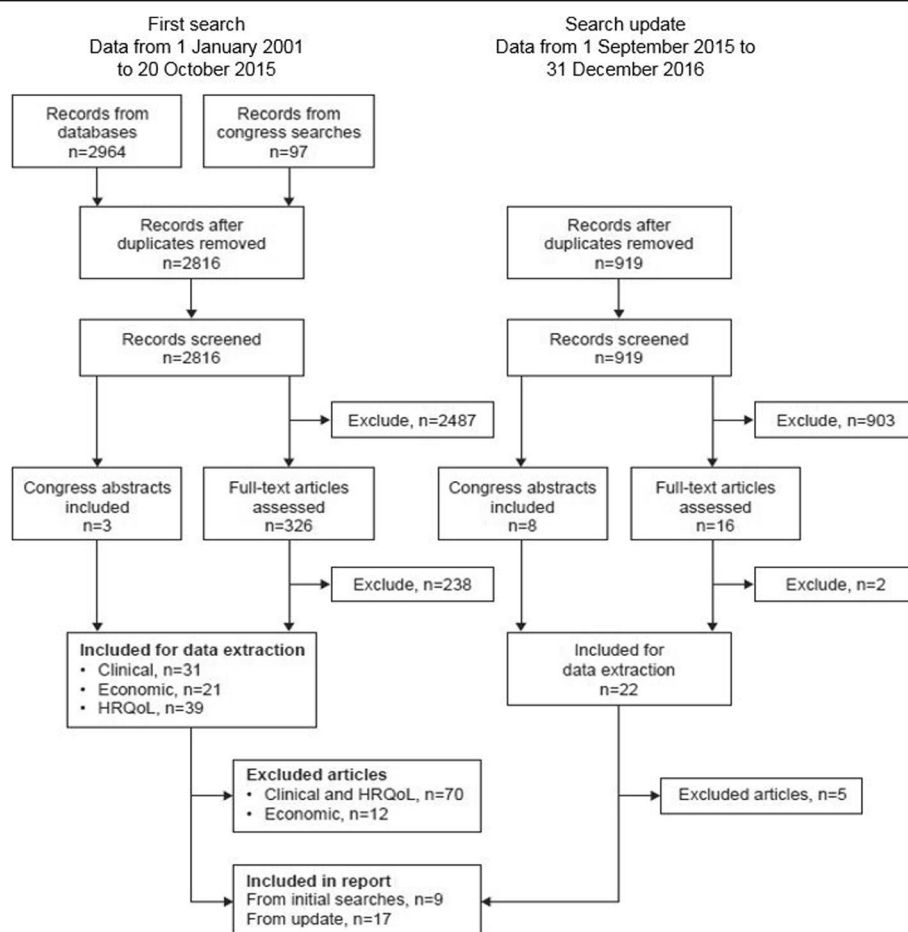 First search
Data from 1 January 2001
to 20 October 2015
Search update
Data from 1 September 2015 to
31 December 2016
Records from
databases
n=2964
Records from
congress searches
n=97
Records after
duplicates removed
n=2816
Records after
duplicates removed
n=919
Records screened
n=2816
Records screened
n=919
Exclude, n=2487
Exclude, n=903
Congress abstracts
included
n=3
Full-text articles
assessed
n=326
Congress abstracts
included
n=8
Full-text articles
assessed
n=16
Exclude, n=238
Exclude, n=2
Included for data extraction
• Clinical, n=31
• Economic, n=21
• HRQoL, n=39
Included for
data extraction
n=22
Excluded articles
• Clinical and HRQoL, n=70
• Economic, n=12
Excluded articles, n=5
Included in report
From initial searches, n=9
From update, n=17